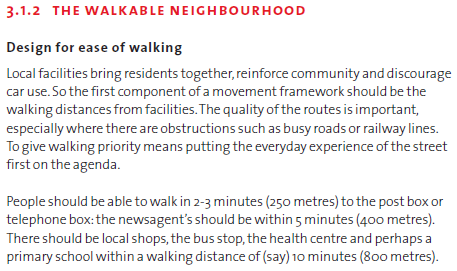 3.1.2 THE WALKABLE NEIGHBOURHOOD
Design for ease of walking
Local facilities bring residents together, reinforce community and discourage
car use. So the first component of a movement framework should be the
walking distances from facilities. The quality of the routes is important,
especially where there are obstructions such as busy roads or railway lines.
To give walking priority means putting the everyday experience of the street
first on the agenda.
People should be able to walk in 2-3 minutes (250 metres) to the post box or
telephone box: the newsagent's should be within 5 minutes (400 metres).
There should be local shops, the bus stop, the health centre and perhaps a
primary school within a walking distance of (say) 10 minutes (800 metres).